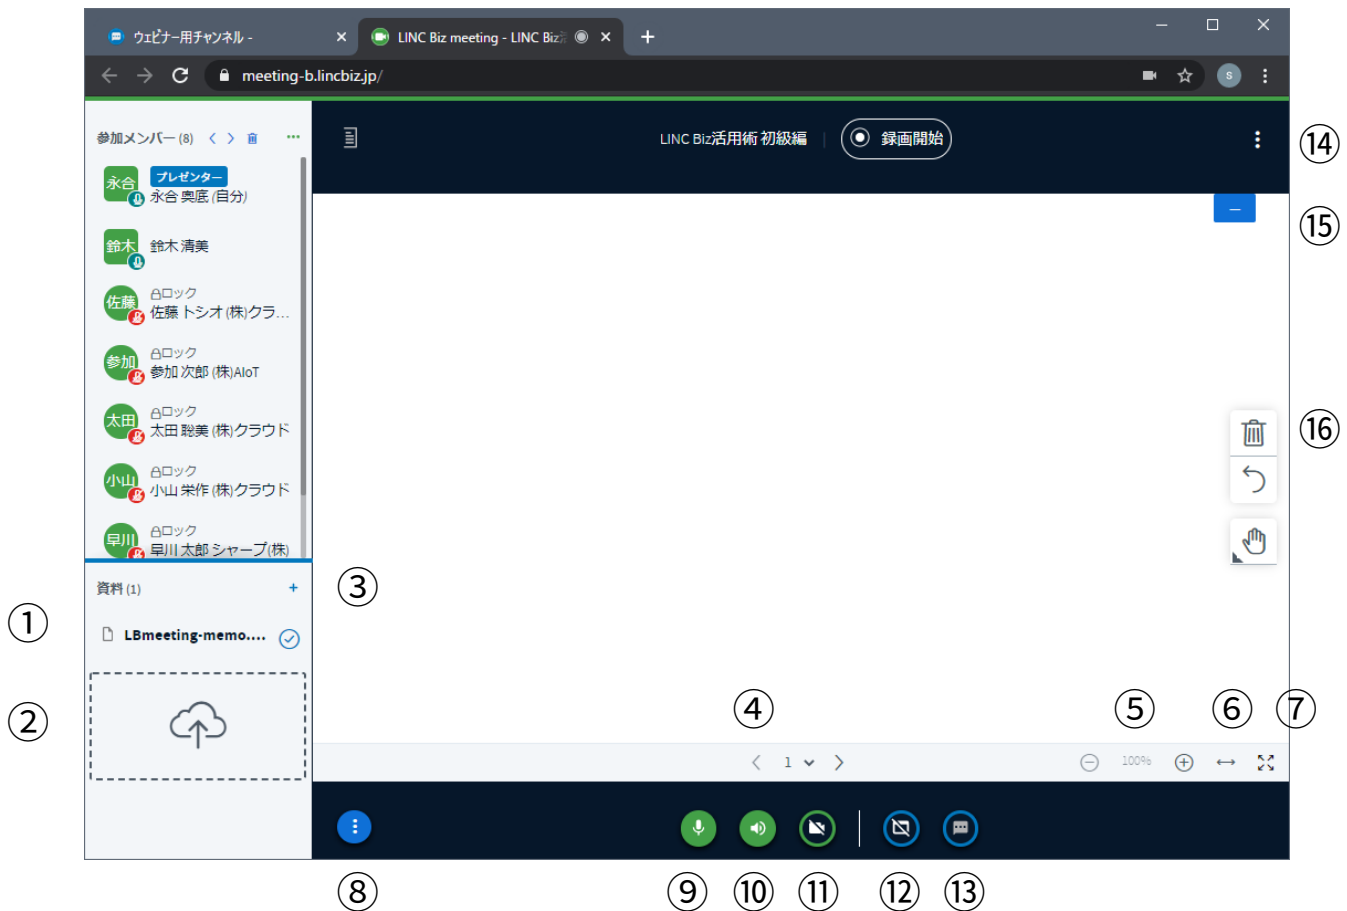 ウェビナー用チャンネル -
LINC Biz meeting - LINC Biz活
meeting-b.lincbiz.jp/
S
参加メンバー (8)
LINC Biz活用術 初級編
録画開始
⑭
永合
プレゼンター
永合 奥底 (自分)
⑮
鈴木
鈴木 清美
佐藤
ロック
佐藤 トシオ (株)クラ...
参加
ロック
参加 次郎 (株)AIoT
太田
ロック
太田 聡美 (株)クラウド
⑯
小山
ロック
小山 栄作 (株)クラウド
早川
ロック
早川 太郎 シャープ(株)
資料 (1)
+
③
①
LBmeeting-memo....
②
④
⑤
⑥
⑦
1
100%
⑧
⑨
⑩
⑪
⑫
⑬